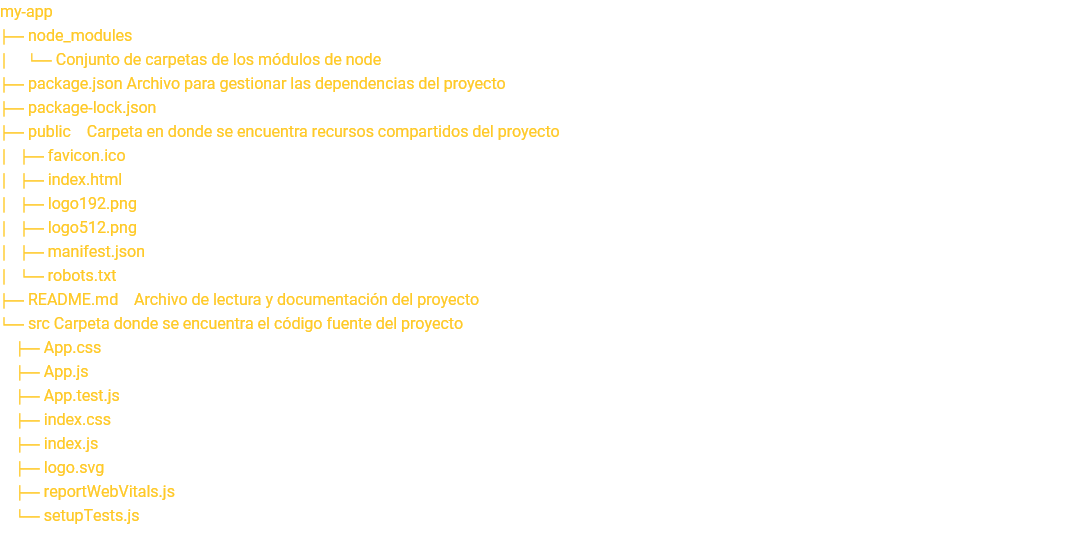 my-app
├── node_modules
│   └── Conjunto de carpetas de los módulos de node
├── package.json Archivo para gestionar las dependencias del proyecto
├── package-lock.json
├── public    Carpeta en donde se encuentra recursos compartidos del proyecto
│   ├── favicon.ico
│   ├── index.html
│   ├── logo192.png
│   ├── logo512.png
│   ├── manifest.json
│   └── robots.txt
├── README.md    Archivo de lectura y documentación del proyecto
└── src Carpeta donde se encuentra el código fuente del proyecto
    ├── App.css
    ├── App.js
    ├── App.test.js
    ├── index.css
    ├── index.js
    ├── logo.svg
    ├── reportWebVitals.js
    └── setupTests.js